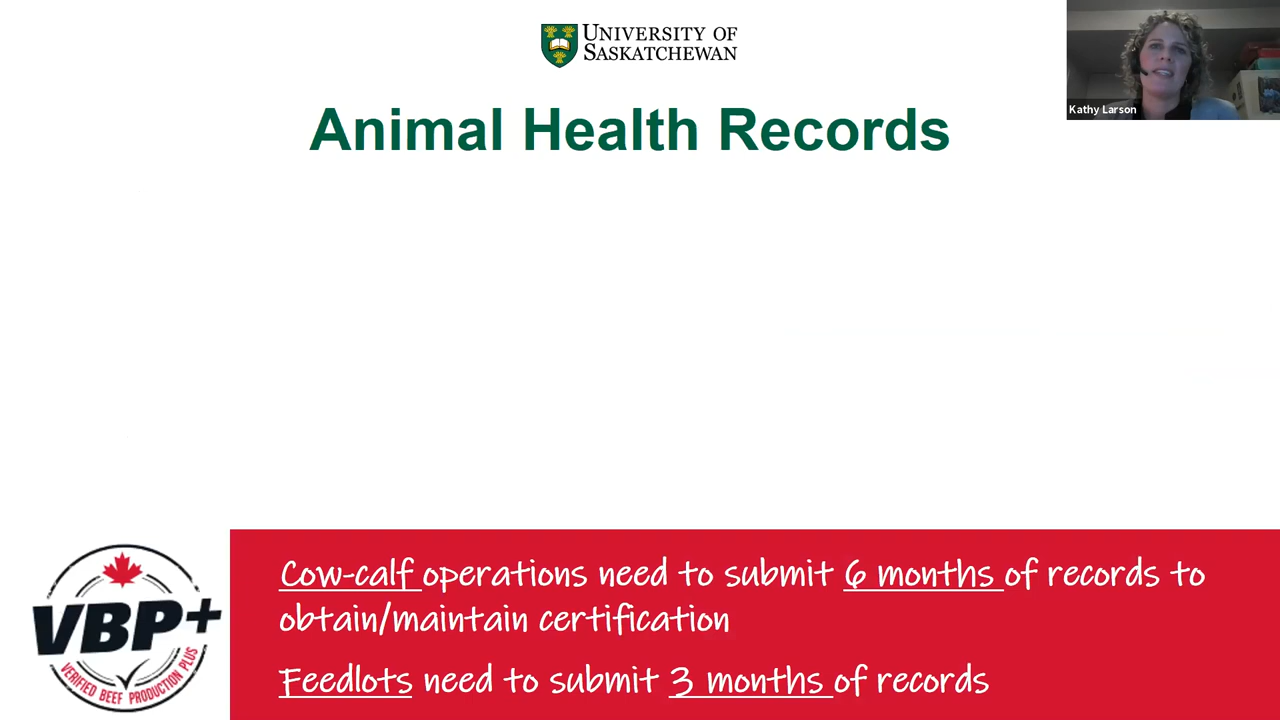 UNIVERSITY OF
SASKATCHEWAN
Kathy Larson
Animal Health Records
VBP+
VERIFIED BEEF PRODUCTION PLUS
Cow-calf operations need to submit 6 months of records to
obtain/maintain certification
Feedlots need to submit 3 months of records